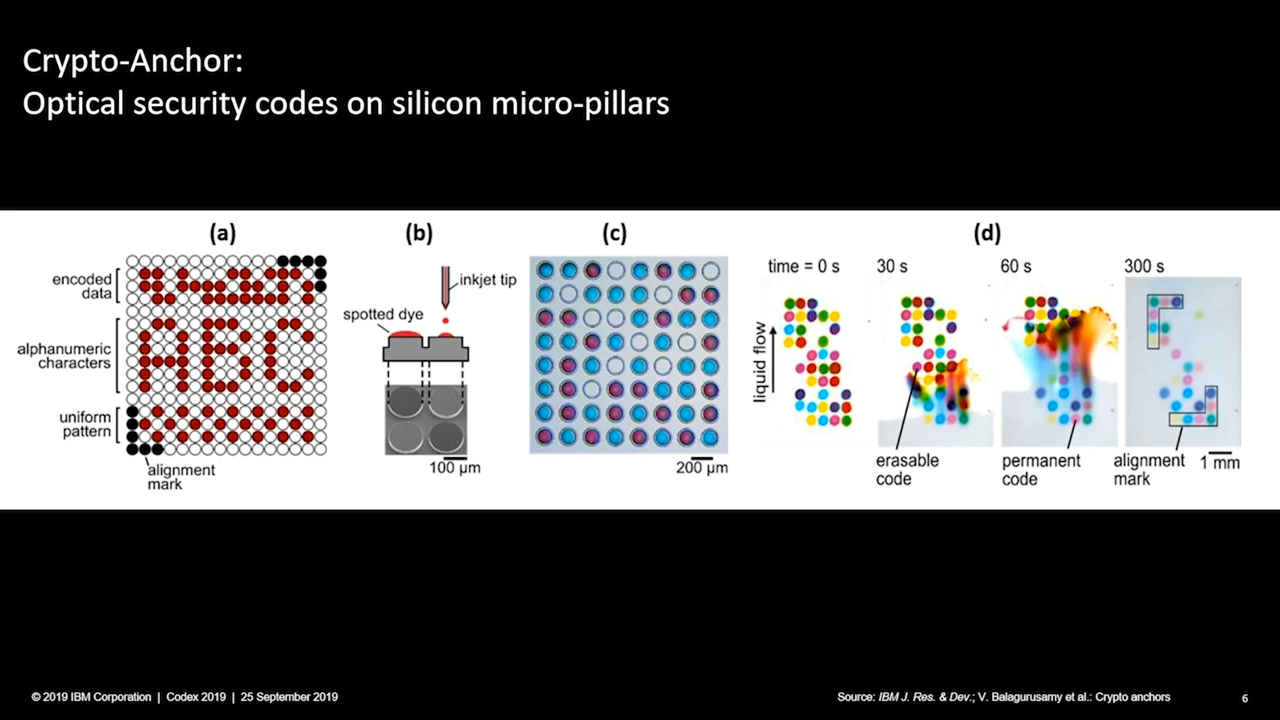 Crypto-Anchor:
Optical security codes on silicon micro-pillars
(a)
encoded
data
alphanumeric
characters
uniform
pattern
alignment
mark
(b)
inkjet tip
spotted dye
100 µm
(c)
200 µm
(d)
time = 0 s
30 s
60 s
300 s
liquid flow
erasable
code
permanent
code
alignment
mark
1 mm
© 2019 IBM Corporation | Codex 2019 | 25 September 2019
Source: IBM J. Res. & Dev.; V. Balagurusamy et al.: Crypto anchors
6